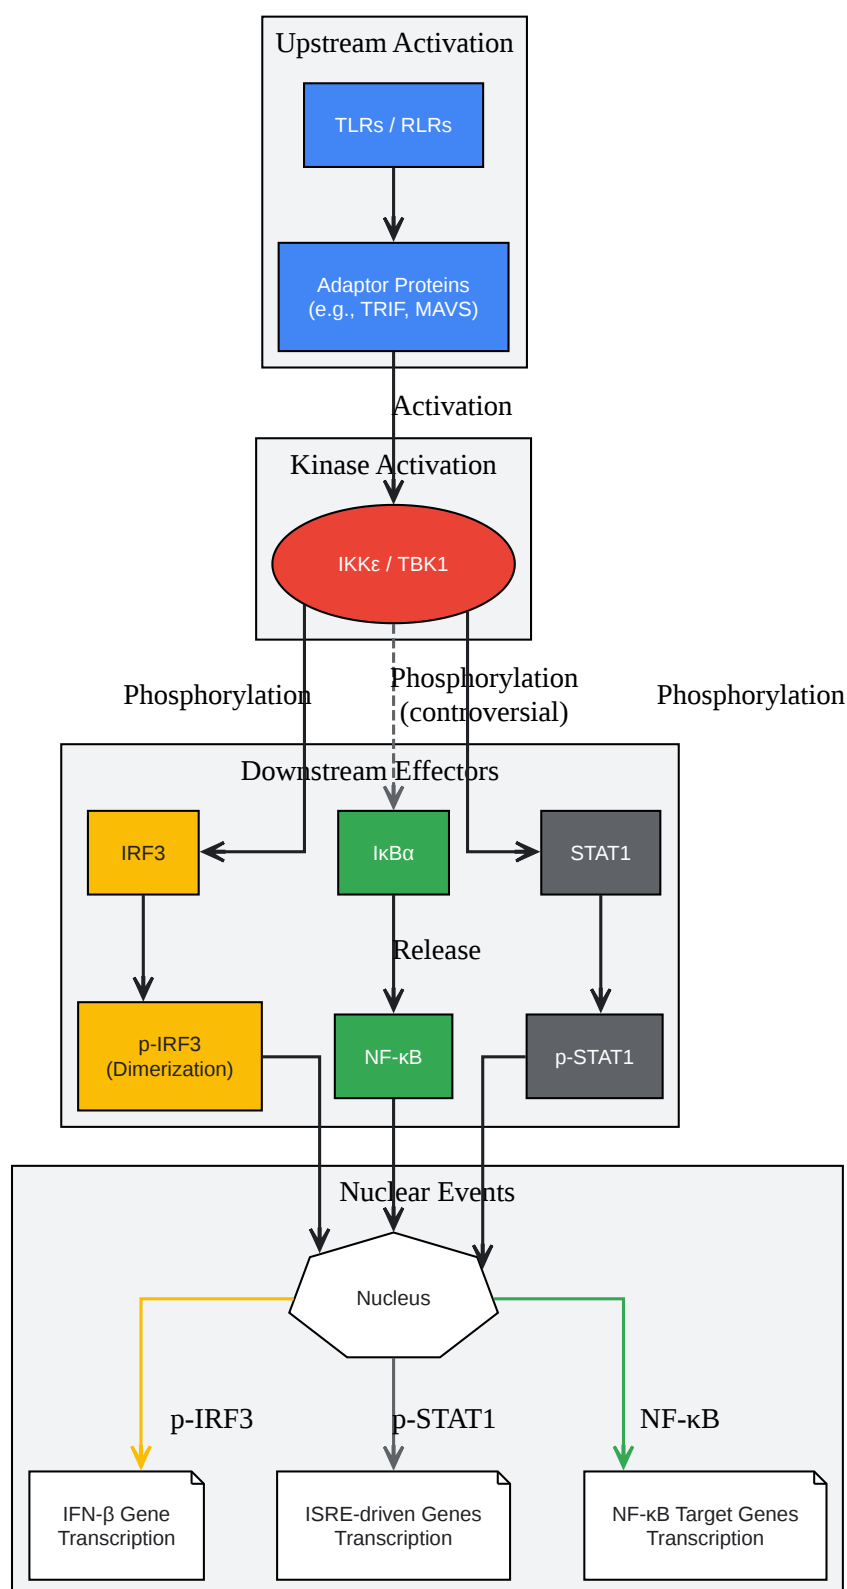 Upstream Activation
TLRs / RLRs
Adaptor Proteins
(e.g., TRIF, MAVS)
Activation
Kinase Activation
IKKε / TBK1
Phosphorylation
Phosphorylation
(controversial)
Phosphorylation
Downstream Effectors
IRF3
IκBα
STAT1
Release
p-IRF3
(Dimerization)
NF-κB
p-STAT1
Nuclear Events
Nucleus
p-IRF3
p-STAT1
NF-κB
IFN-β Gene
Transcription
ISRE-driven Genes
Transcription
NF-κB Target Genes
Transcription